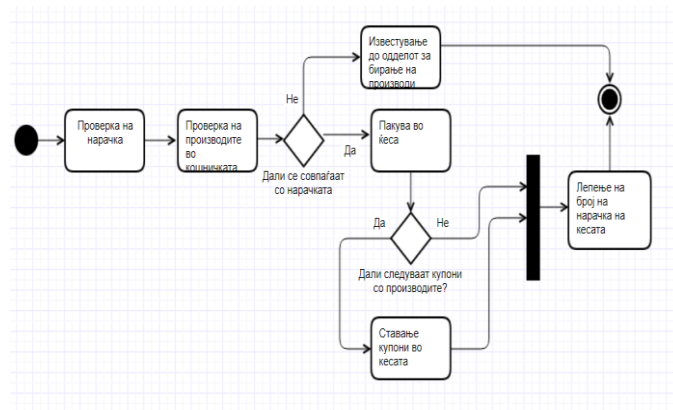 Известување
до одделот за
бирање на
производи
Не
Проверка на
нарачка
Проверка на
производите
во
кошничката
Пакува во
ќеса
Да
Дали се совпаѓаат
со нарачката
Лепење на
број на
нарачка на
кесата
Да
Не
Дали следуваат купони
со производите?
Ставање
купони во
кесата